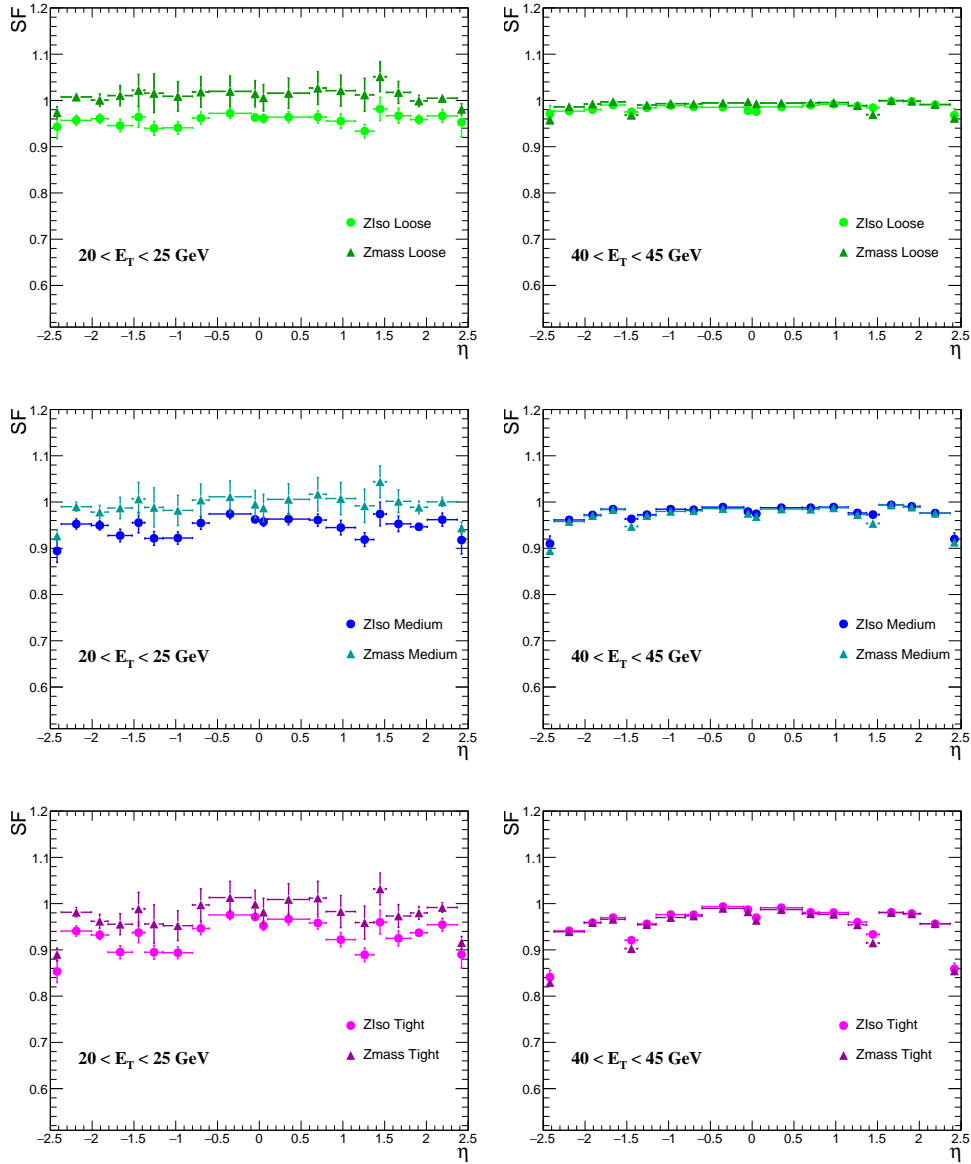 SF
1.2
1.1
1
0.9
0.8
0.7
0.6
ZIso Loose
Zmass Loose
20 < E_T < 25 GeV
−2.5 −2 −1.5 −1 −0.5 0 0.5 1 1.5 2 2.5
η
SF
1.2
1.1
1
0.9
0.8
0.7
0.6
ZIso Loose
Zmass Loose
40 < E_T < 45 GeV
−2.5 −2 −1.5 −1 −0.5 0 0.5 1 1.5 2 2.5
η
SF
1.2
1.1
1
0.9
0.8
0.7
0.6
ZIso Medium
Zmass Medium
20 < E_T < 25 GeV
−2.5 −2 −1.5 −1 −0.5 0 0.5 1 1.5 2 2.5
η
SF
1.2
1.1
1
0.9
0.8
0.7
0.6
ZIso Medium
Zmass Medium
40 < E_T < 45 GeV
−2.5 −2 −1.5 −1 −0.5 0 0.5 1 1.5 2 2.5
η
SF
1.2
1.1
1
0.9
0.8
0.7
0.6
ZIso Tight
Zmass Tight
20 < E_T < 25 GeV
−2.5 −2 −1.5 −1 −0.5 0 0.5 1 1.5 2 2.5
η
SF
1.2
1.1
1
0.9
0.8
0.7
0.6
ZIso Tight
Zmass Tight
40 < E_T < 45 GeV
−2.5 −2 −1.5 −1 −0.5 0 0.5 1 1.5 2 2.5
η